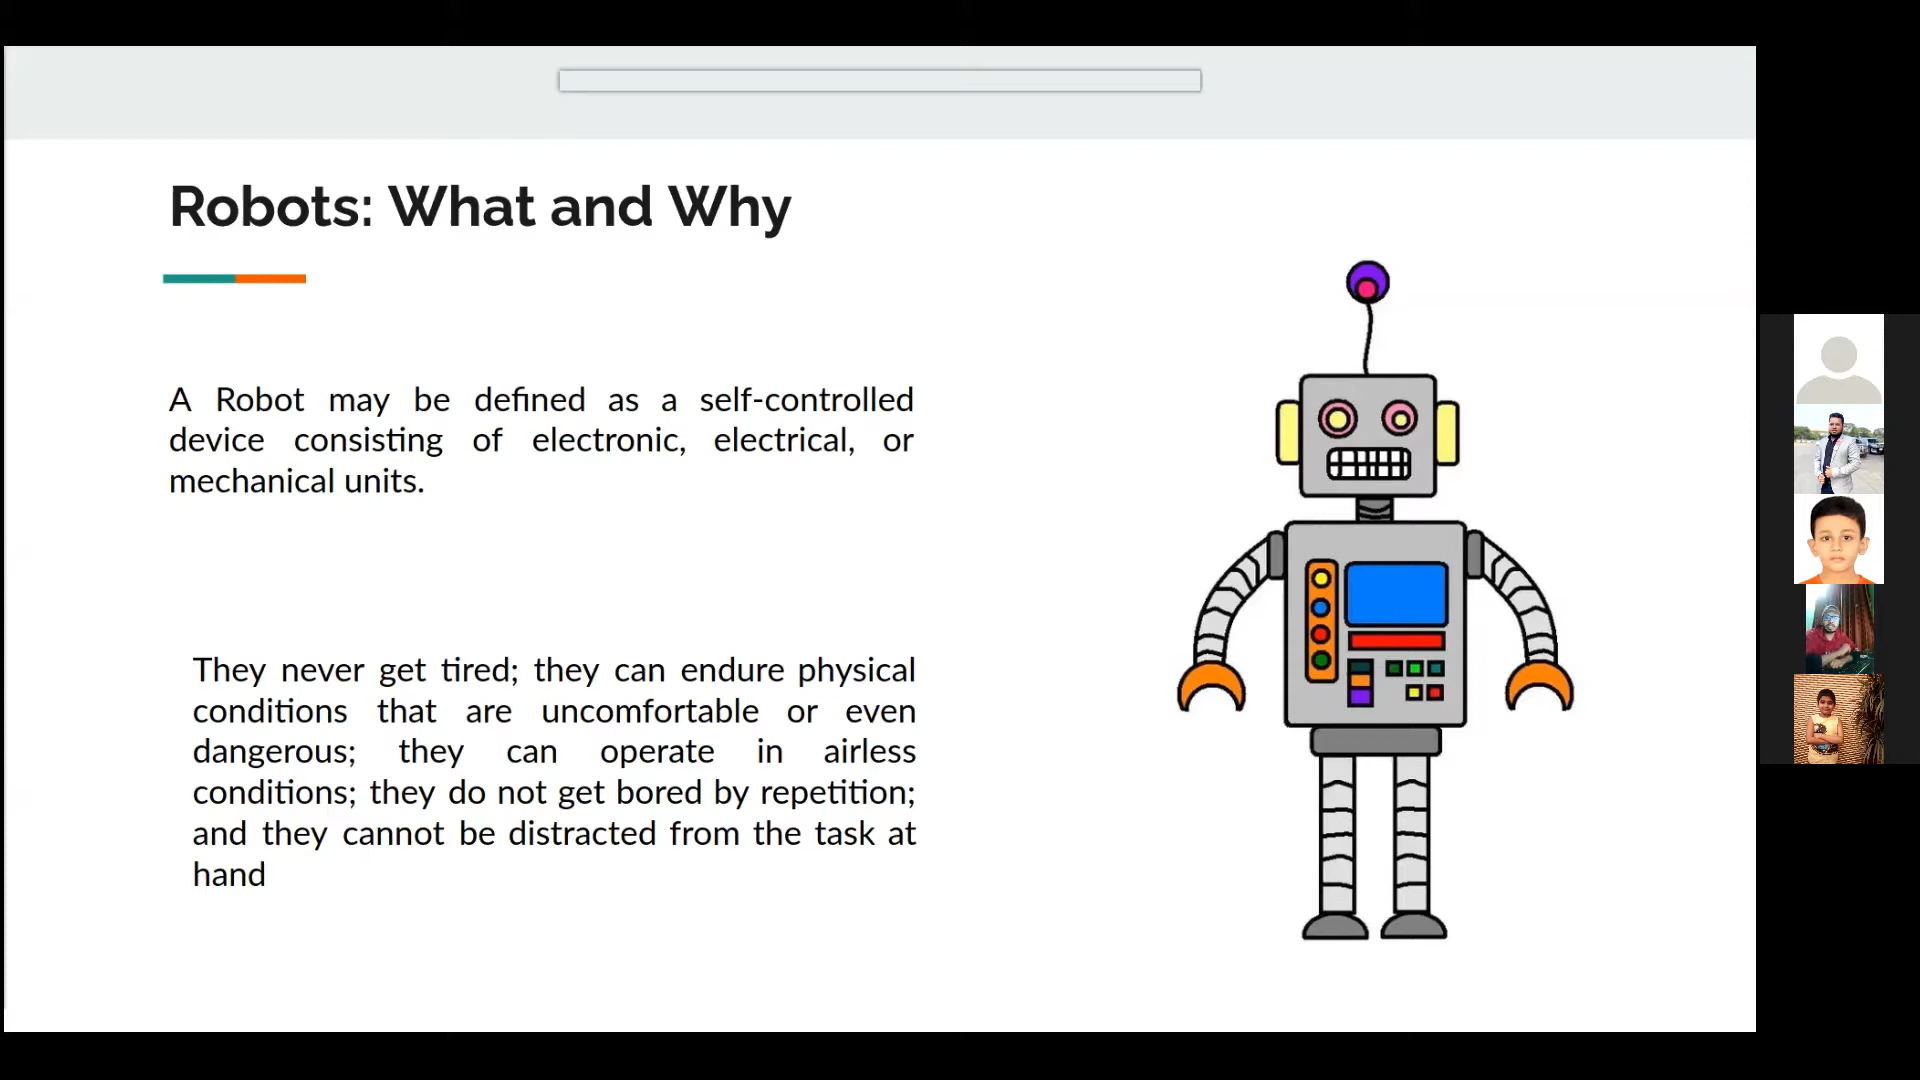 Robots: What and Why
A Robot may be defined as a self-controlled
device consisting of electronic, electrical, or
mechanical units.
They never get tired; they can endure physical
conditions that are uncomfortable or even
dangerous; they can operate in airless
conditions; they do not get bored by repetition;
and they cannot be distracted from the task at
hand